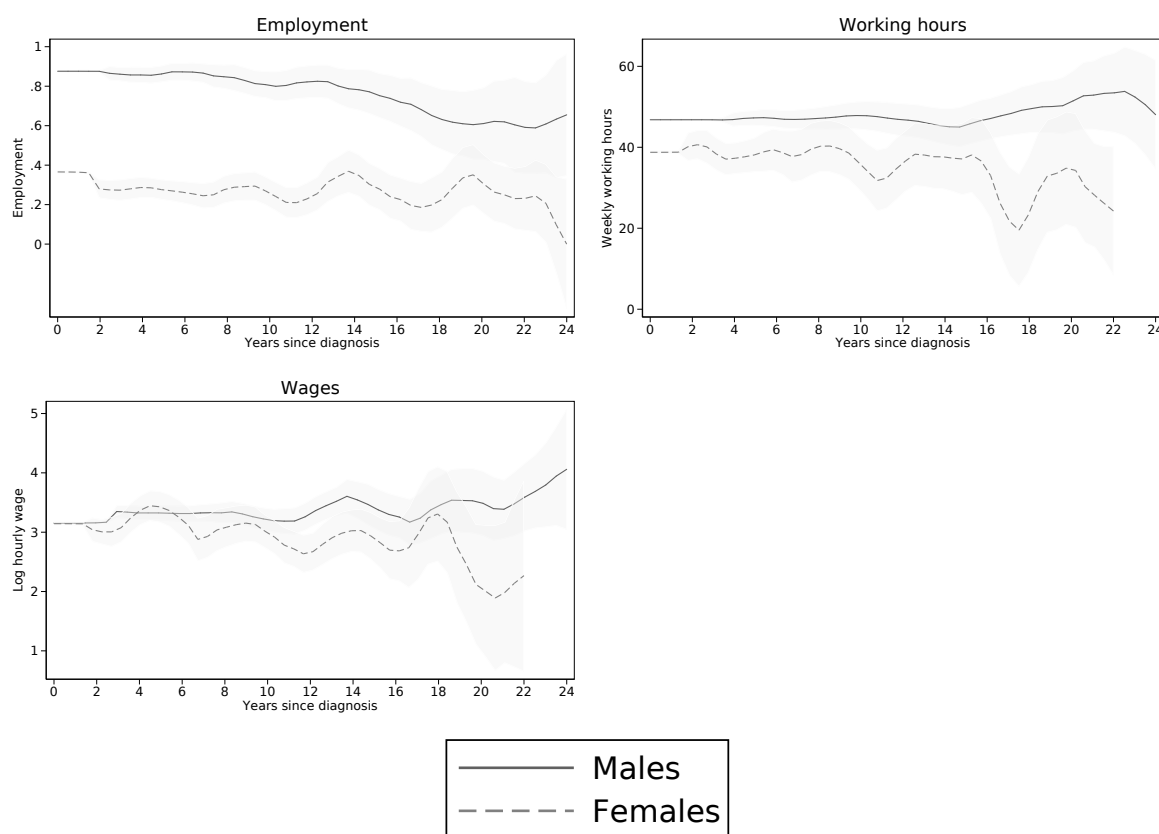 Employment
Employment
1
.8
.6
.4
.2
0
0 2 4 6 8 10 12 14 16 18 20 22 24
Years since diagnosis
Working hours
Weekly working hours
60
40
20
0
0 2 4 6 8 10 12 14 16 18 20 22 24
Years since diagnosis
Wages
Log hourly wage
5
4
3
2
1
0 2 4 6 8 10 12 14 16 18 20 22 24
Years since diagnosis
Males
Females